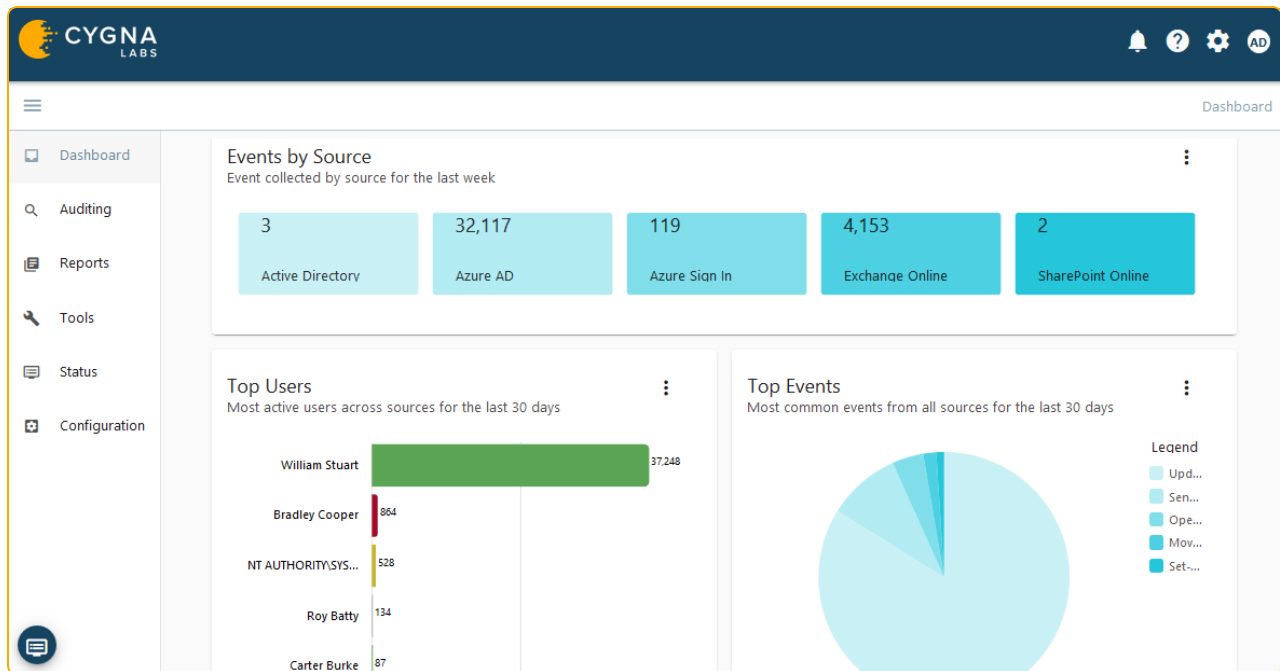 CYGNA
LABS
AD
Dashboard
Dashboard
Auditing
Reports
Tools
Status
Configuration
Events by Source
Event collected by source for the last week
3
Active Directory
32,117
Azure AD
119
Azure Sign In
4,153
Exchange Online
2
SharePoint Online
Top Users
Most active users across sources for the last 30 days
William Stuart
37,248
Bradley Cooper
864
NT AUTHORITY\SYS...
528
Roy Batty
134
Carter Burke
87
Top Events
Most common events from all sources for the last 30 days
Legend
Upd...
Sen...
Ope...
Mov...
Set-...